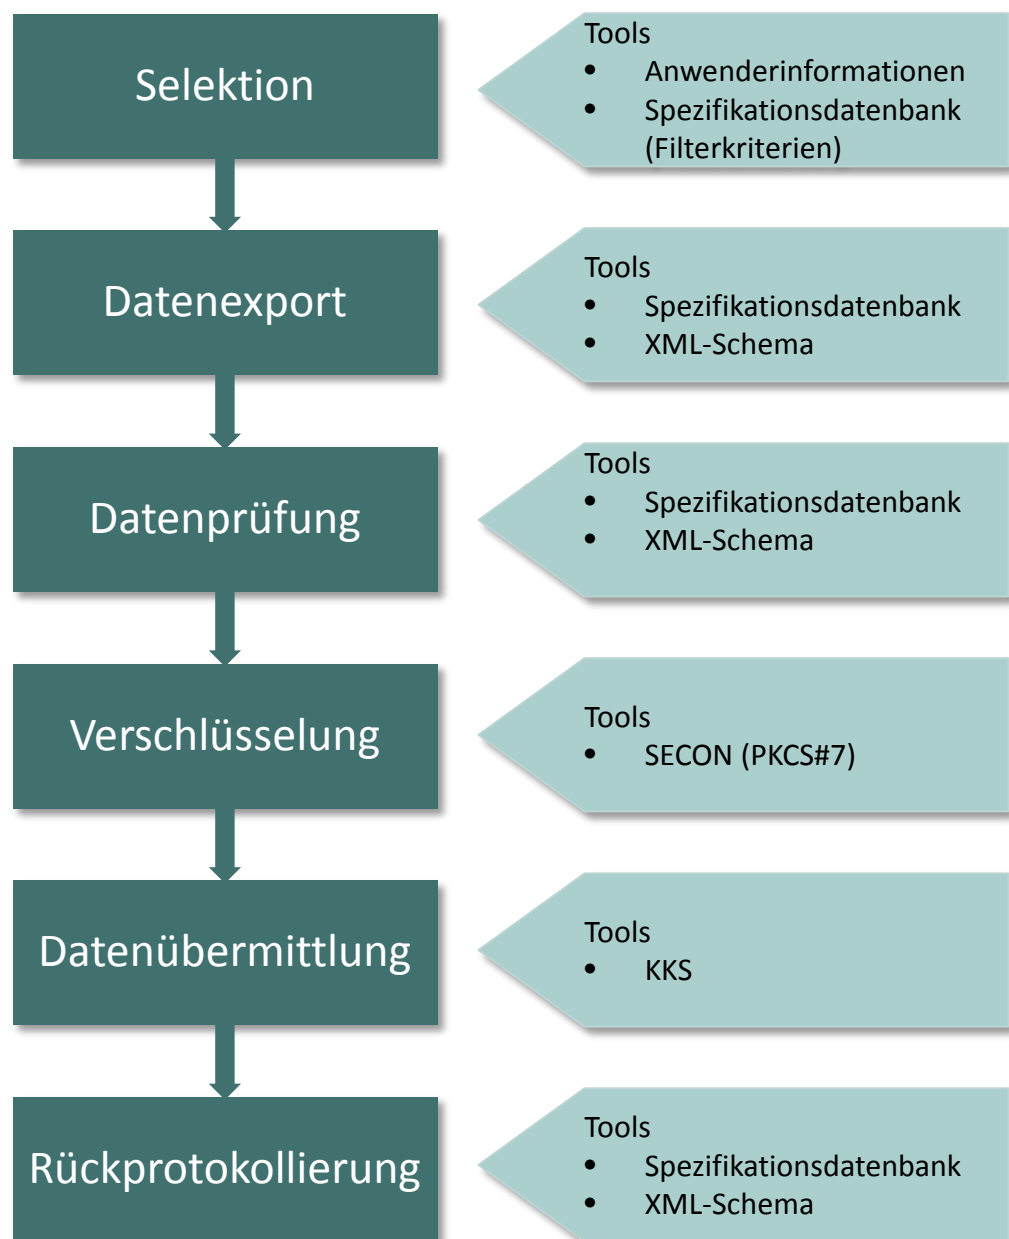 Selektion
Tools
• Anwenderinformationen
• Spezifikationsdatenbank
(Filterkriterien)
Datenexport
Tools
• Spezifikationsdatenbank
• XML-Schema
Datenprüfung
Tools
• Spezifikationsdatenbank
• XML-Schema
Verschlüsselung
Tools
• SECON (PKCS#7)
Datenübermittlung
Tools
• KKS
Rückprotokollierung
Tools
• Spezifikationsdatenbank
• XML-Schema